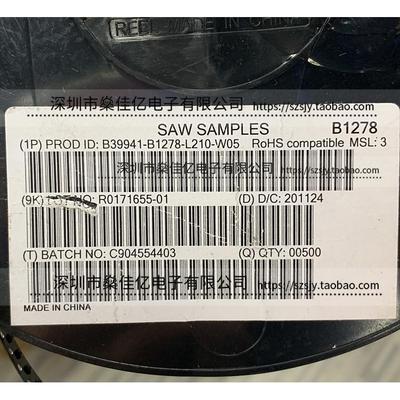 REEL MADE IN CHINA
深圳市燊佳亿电子有限公司 https://szsjy.taobao.com
SAW SAMPLES B1278
(1P) PROD ID: B39941-B1278-L210-W05 RoHS compatible MSL: 3
深圳市燊佳亿电子有限公司 https://szsjy.taobao.com
(9K) NO: R0171655-01 (D) D/C: 201124
(T) BATCH NO: C904554403 (Q) QTY: 00500
深圳市燊佳亿电子有限公司 https://szsjy.taobao.com
MADE IN CHINA